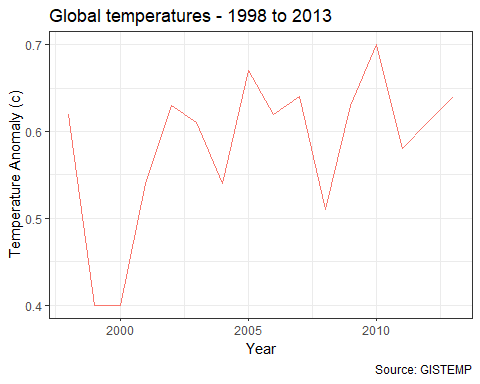 Global temperatures - 1998 to 2013
0.7
0.6
0.5
0.4
Temperature Anomaly (c)
2000 2005 2010
Year
Source: GISTEMP